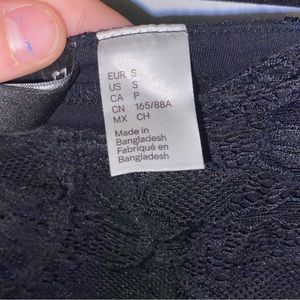 EUR S
US S
CA P
CN 165/88A
MX CH
Made in
Bangladesh
Fabriqué en
Bangladesh